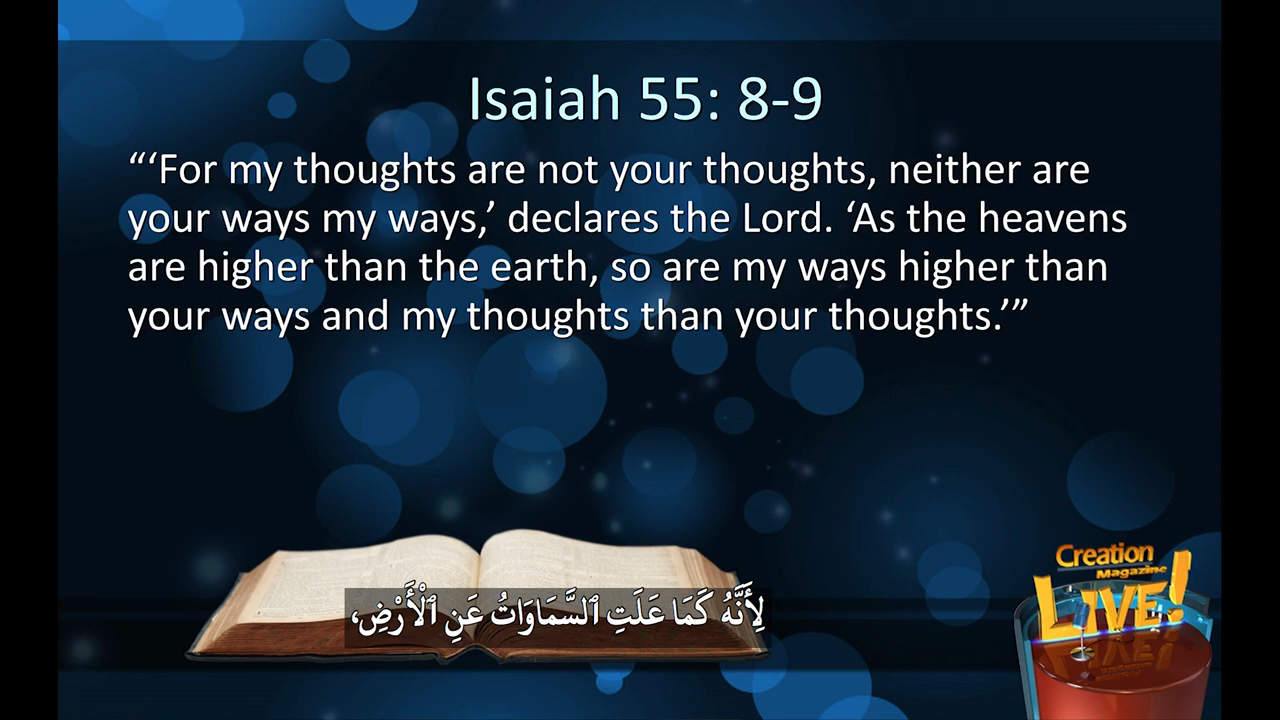 Isaiah 55: 8-9
“‘For my thoughts are not your thoughts, neither are
your ways my ways,’ declares the Lord. ‘As the heavens
are higher than the earth, so are my ways higher than
your ways and my thoughts than your thoughts.’”
لِأَنَّهُ كَمَا عَلَتِ ٱلسَّمَاوَاتُ عَنِ ٱلْأَرْضِ،
Creation
Magazine
LIVE!